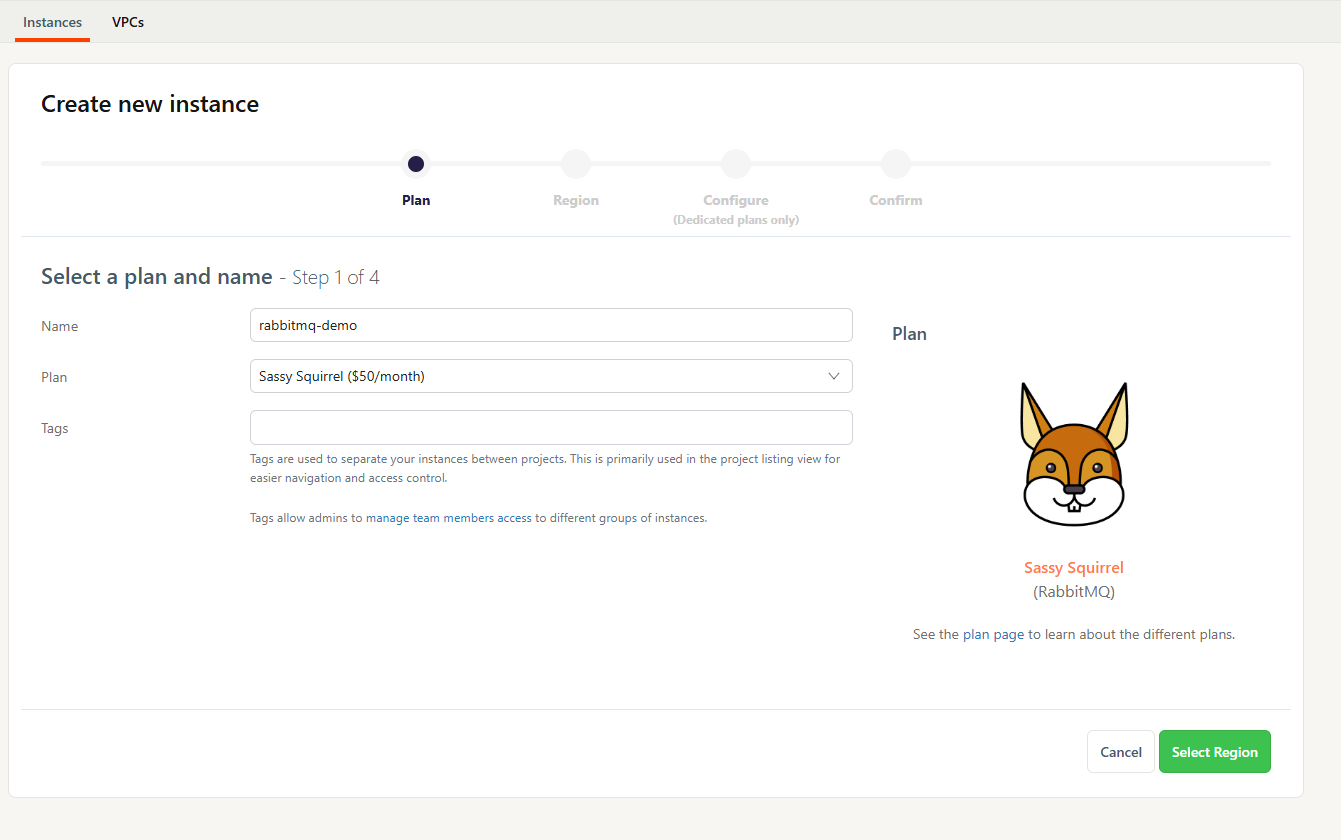 Instances
VPCs
Create new instance
Plan
Region
Configure
(Dedicated plans only)
Confirm
Select a plan and name - Step 1 of 4
Name
rabbitmq-demo
Plan
Sassy Squirrel ($50/month)
Tags
Tags are used to separate your instances between projects. This is primarily used in the project listing view for
easier navigation and access control.
Tags allow admins to manage team members access to different groups of instances.
Plan
Sassy Squirrel
(RabbitMQ)
See the plan page to learn about the different plans.
Cancel
Select Region